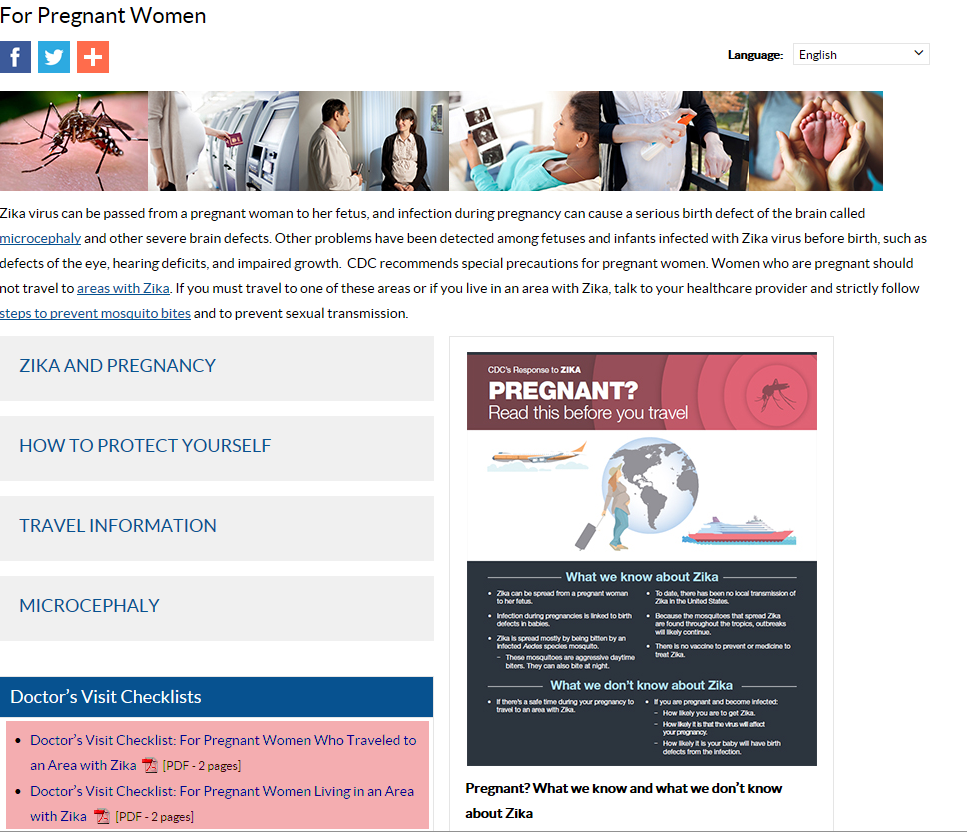 For Pregnant Women
Language: English
Zika virus can be passed from a pregnant woman to her fetus, and infection during pregnancy can cause a serious birth defect of the brain called
microcephaly and other severe brain defects. Other problems have been detected among fetuses and infants infected with Zika virus before birth, such as
defects of the eye, hearing deficits, and impaired growth. CDC recommends special precautions for pregnant women. Women who are pregnant should
not travel to areas with Zika. If you must travel to one of these areas or if you live in an area with Zika, talk to your healthcare provider and strictly follow
steps to prevent mosquito bites and to prevent sexual transmission.
ZIKA AND PREGNANCY
HOW TO PROTECT YOURSELF
TRAVEL INFORMATION
MICROCEPHALY
Doctor's Visit Checklists
• Doctor's Visit Checklist: For Pregnant Women Who Traveled to
an Area with Zika [PDF - 2 pages]
• Doctor's Visit Checklist: For Pregnant Women Living in an Area
with Zika [PDF - 2 pages]
CDC's Response to ZIKA
PREGNANT?
Read this before you travel
What we know about Zika
• Zika can be spread from a pregnant woman
to her fetus.
• Infection during pregnancies is linked to birth
defects in babies.
• Zika is spread mostly by being bitten by an
infected Aedes species mosquito.
– These mosquitoes are aggressive daytime
biters. They can also bite at night.
• To date, there has been no local transmission of
Zika in the United States.
• Because the mosquitoes that spread Zika
are found throughout the tropics, outbreaks
will likely continue.
• There is no vaccine to prevent or medicine to
treat Zika.
What we don't know about Zika
• If there's a safe time during your pregnancy to
travel to an area with Zika.
• If you are pregnant and become infected:
– How likely you are to get Zika.
– How likely it is that the virus will affect
your pregnancy.
– How likely it is your baby will have birth
defects from the infection.
Pregnant? What we know and what we don't know
about Zika